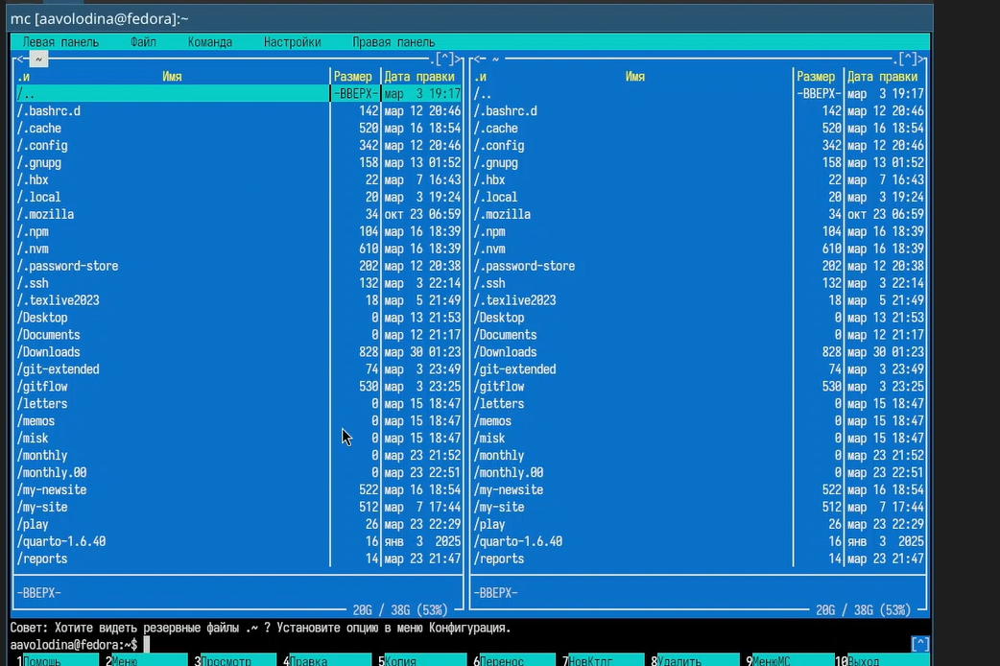 mc [aavolodina@fedora]:~
Левая панель Файл Команда Настройки Правая панель
<─ ~ .[^]> <─ ~ .[^]>
.и Имя Размер Дата правки .и Имя Размер Дата правки
/.. -ВВЕРХ- мар 3 19:17 /.. -ВВЕРХ- мар 3 19:17
/.bashrc.d 142 мар 12 20:46 /.bashrc.d 142 мар 12 20:46
/.cache 520 мар 16 18:54 /.cache 520 мар 16 18:54
/.config 342 мар 12 20:46 /.config 342 мар 12 20:46
/.gnupg 158 мар 13 01:52 /.gnupg 158 мар 13 01:52
/.hbx 22 мар 7 16:43 /.hbx 22 мар 7 16:43
/.local 20 мар 3 19:24 /.local 20 мар 3 19:24
/.mozilla 34 окт 23 06:59 /.mozilla 34 окт 23 06:59
/.npm 104 мар 16 18:39 /.npm 104 мар 16 18:39
/.nvm 610 мар 16 18:39 /.nvm 610 мар 16 18:39
/.password-store 202 мар 12 20:38 /.password-store 202 мар 12 20:38
/.ssh 132 мар 3 22:14 /.ssh 132 мар 3 22:14
/.texlive2023 18 мар 5 21:49 /.texlive2023 18 мар 5 21:49
/Desktop 0 мар 13 21:53 /Desktop 0 мар 13 21:53
/Documents 0 мар 12 21:17 /Documents 0 мар 12 21:17
/Downloads 828 мар 30 01:23 /Downloads 828 мар 30 01:23
/git-extended 74 мар 3 23:49 /git-extended 74 мар 3 23:49
/gitflow 530 мар 3 23:25 /gitflow 530 мар 3 23:25
/letters 0 мар 15 18:47 /letters 0 мар 15 18:47
/memos 0 мар 15 18:47 /memos 0 мар 15 18:47
/misk 0 мар 15 18:47 /misk 0 мар 15 18:47
/monthly 0 мар 23 21:52 /monthly 0 мар 23 21:52
/monthly.00 0 мар 23 22:51 /monthly.00 0 мар 23 22:51
/my-newsite 522 мар 16 18:54 /my-newsite 522 мар 16 18:54
/my-site 512 мар 7 17:44 /my-site 512 мар 7 17:44
/play 26 мар 23 22:29 /play 26 мар 23 22:29
/quarto-1.6.40 16 янв 3 2025 /quarto-1.6.40 16 янв 3 2025
/reports 14 мар 23 21:47 /reports 14 мар 23 21:47
-ВВЕРХ- -ВВЕРХ-
20G / 38G (53%) 20G / 38G (53%)
Совет: Хотите видеть резервные файлы .~ ? Установите опцию в меню Конфигурация.
aavolodina@fedora:~$ [^]
1Помощь 2Меню 3Просмотр 4Правка 5Копия 6Перенос 7НовКтлг 8Удалить 9МенюМС 10Выход